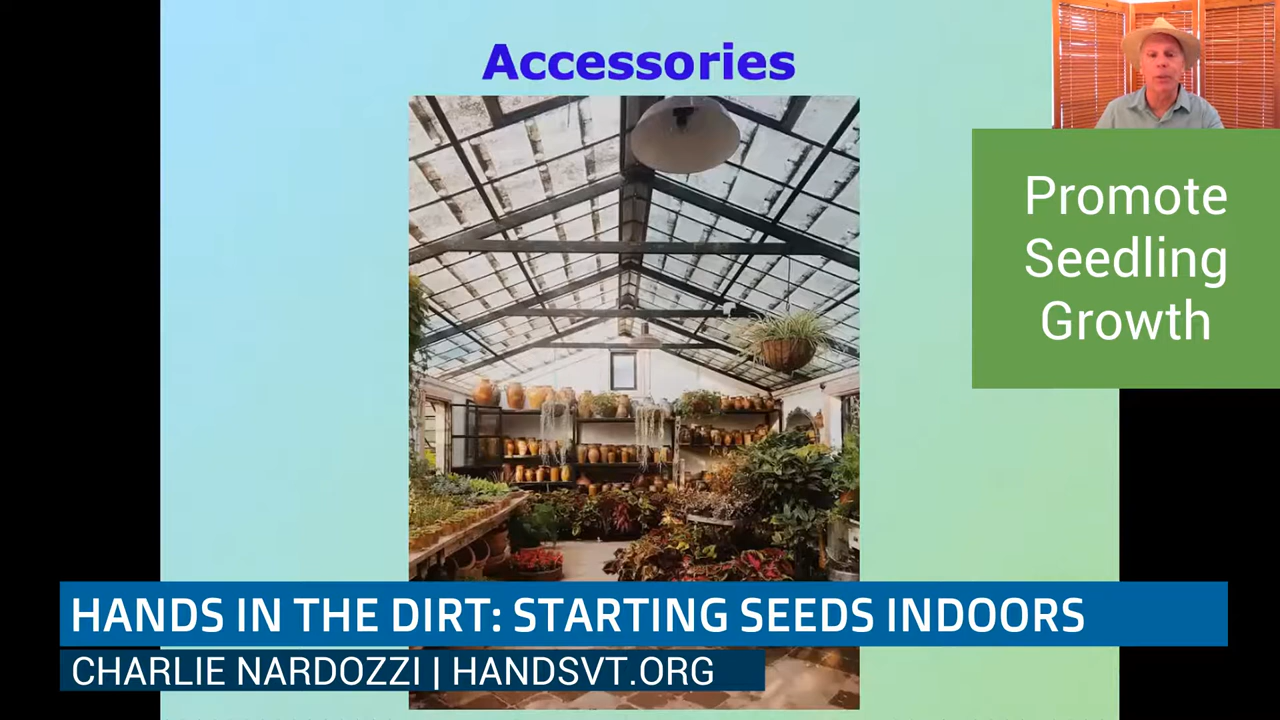 Accessories
Promote
Seedling
Growth
HANDS IN THE DIRT: STARTING SEEDS INDOORS
CHARLIE NARDOZZI | HANDSVT.ORG